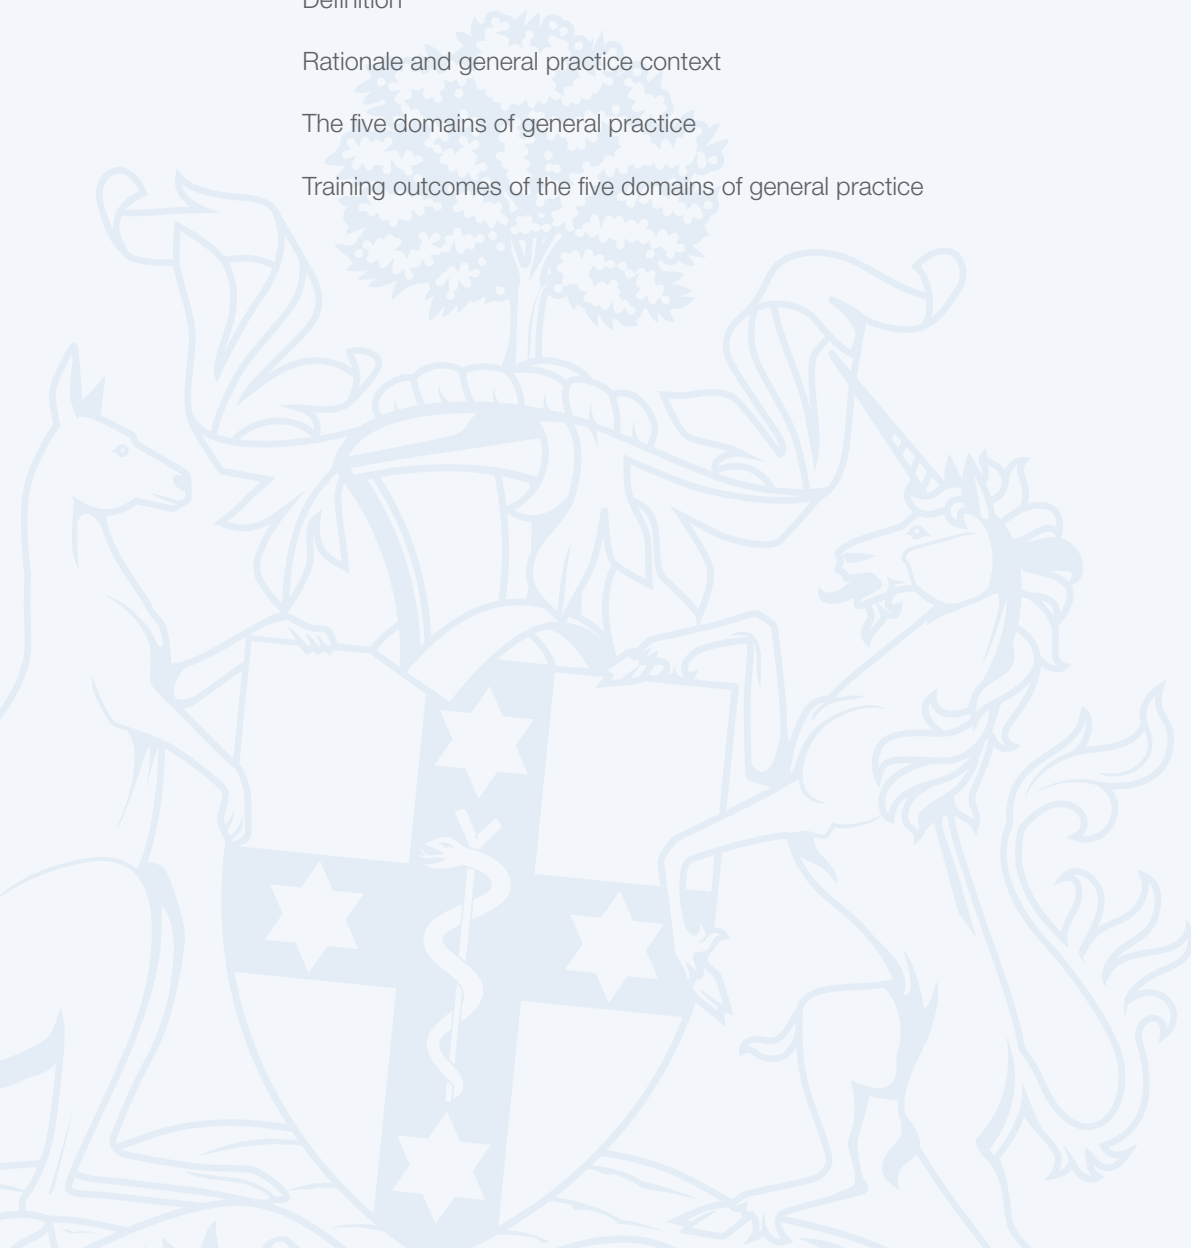 Definition
Rationale and general practice context
The five domains of general practice
Training outcomes of the five domains of general practice